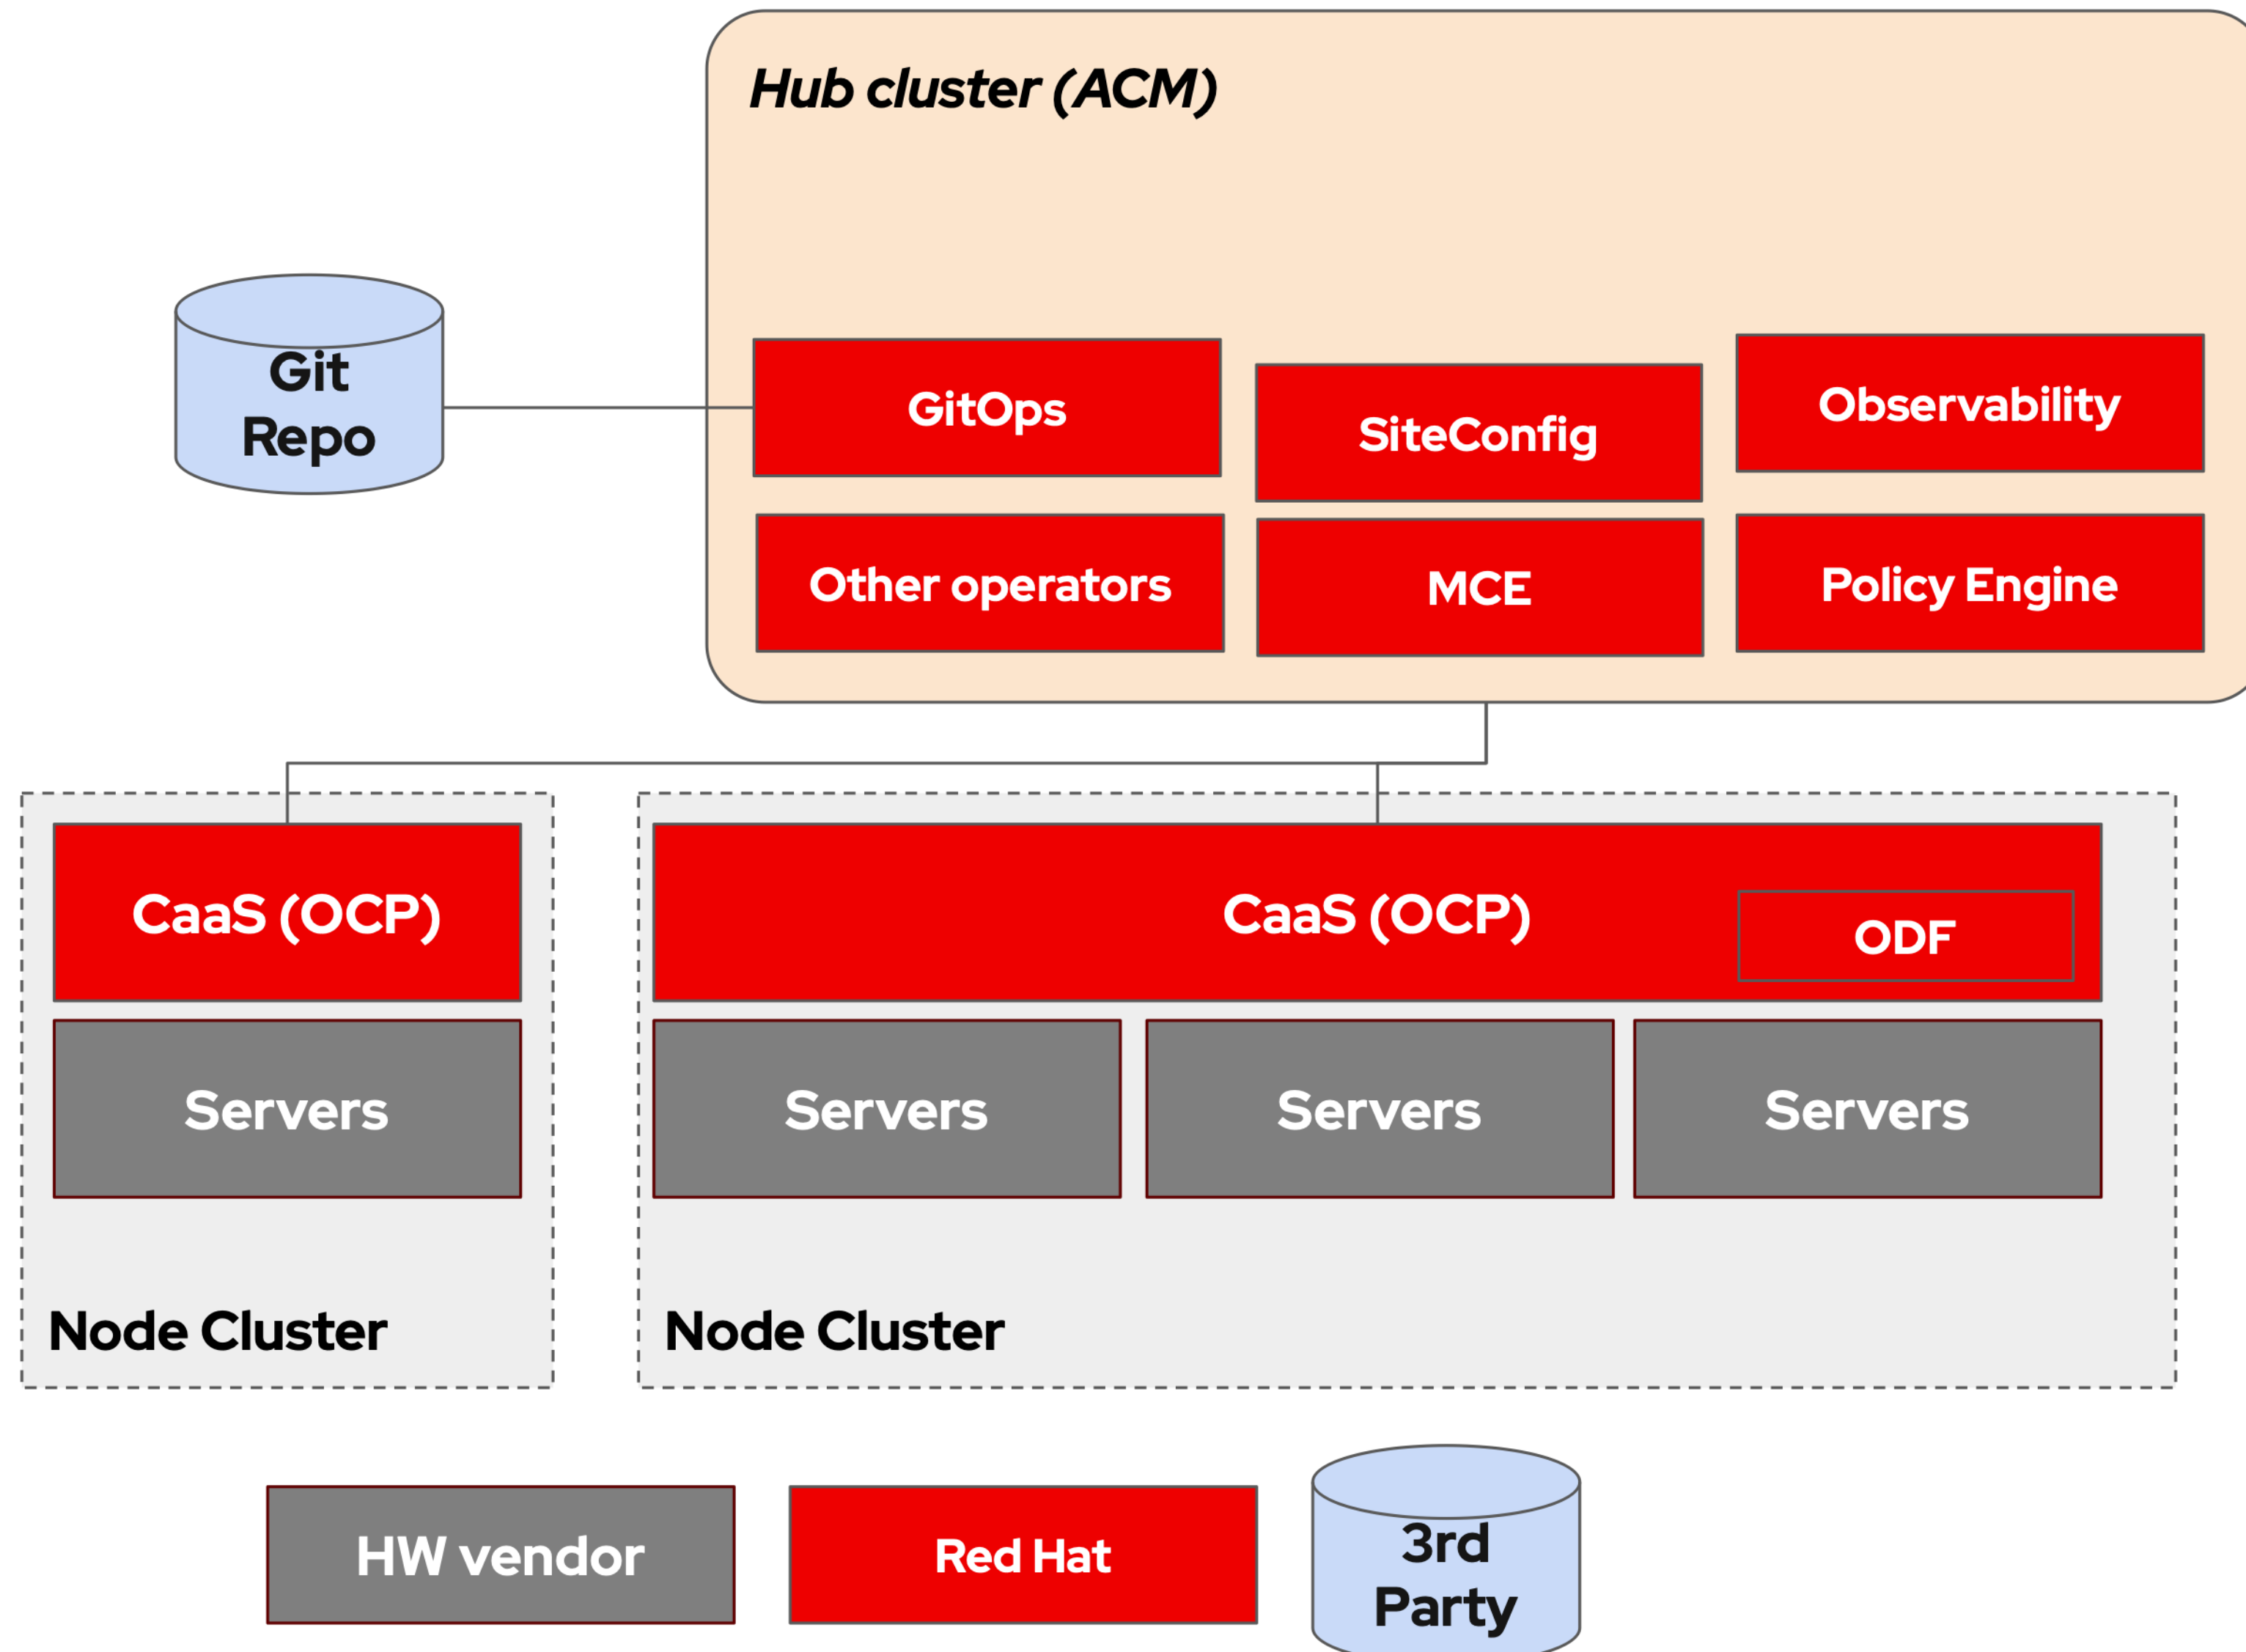 Hub cluster (ACM)
Git
Repo
GitOps
SiteConfig
Observability
Other operators
MCE
Policy Engine
CaaS (OCP)
Servers
Node Cluster
CaaS (OCP)
ODF
Servers
Servers
Servers
Node Cluster
HW vendor
Red Hat
3rd
Party